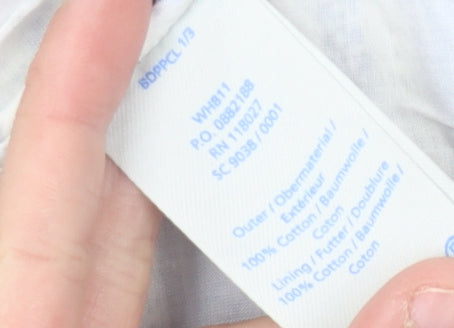 BDPPCL 1/3
WH811
P.O. 0882188
RN 118027
SC 9038 / 0001
Outer / Obermaterial /
Extérieur
100% Cotton / Baumwolle /
Coton
Lining / Futter / Doublure
100% Cotton / Baumwolle /
Coton